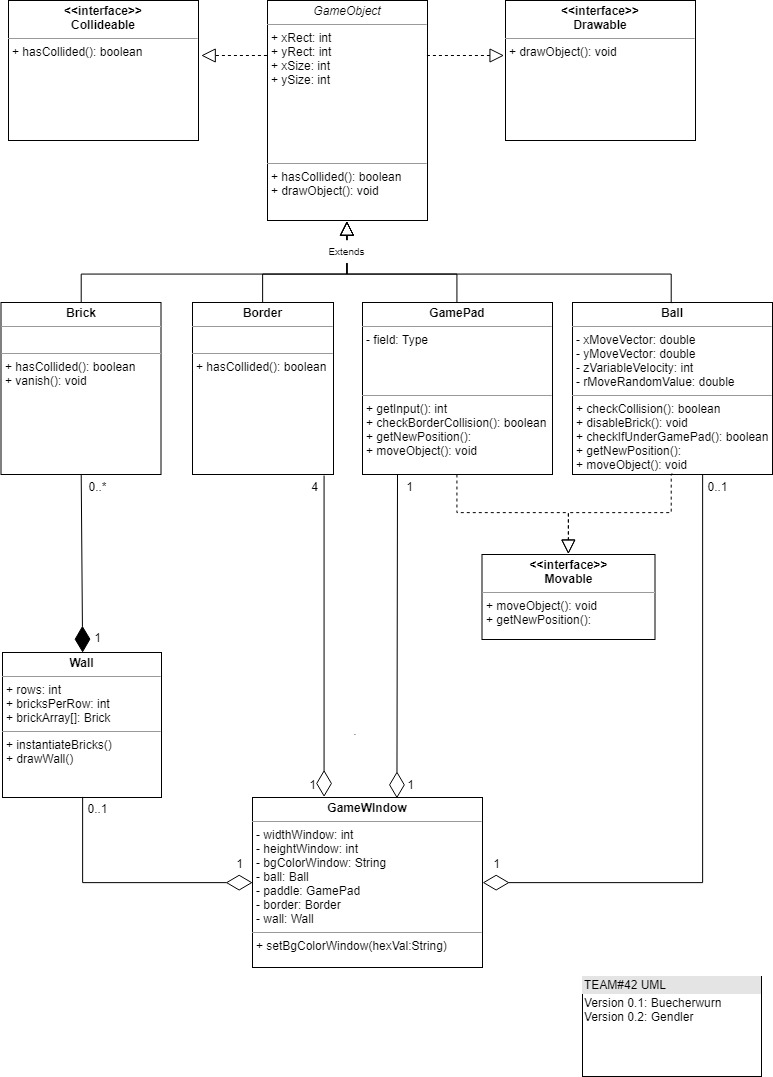 <<interface>>
Collideable
+ hasCollided(): boolean
GameObject
+ xRect: int
+ yRect: int
+ xSize: int
+ ySize: int
+ hasCollided(): boolean
+ drawObject(): void
<<interface>>
Drawable
+ drawObject(): void
Extends
Brick
+ hasCollided(): boolean
+ vanish(): void
Border
+ hasCollided(): boolean
GamePad
- field: Type
+ getInput(): int
+ checkBorderCollision(): boolean
+ getNewPosition():
+ moveObject(): void
Ball
- xMoveVector: double
- yMoveVector: double
- zVariableVelocity: int
- rMoveRandomValue: double
+ checkCollision(): boolean
+ disableBrick(): void
+ checkIfUnderGamePad(): boolean
+ getNewPosition():
+ moveObject(): void
0..*
4
1
0..1
<<interface>>
Movable
+ moveObject(): void
+ getNewPosition():
1
Wall
+ rows: int
+ bricksPerRow: int
+ brickArray[]: Brick
+ instantiateBricks()
+ drawWall()
0..1
1
1
1
1
GameWIndow
- widthWindow: int
- heightWindow: int
- bgColorWindow: String
- ball: Ball
- paddle: GamePad
- border: Border
- wall: Wall
+ setBgColorWindow(hexVal:String)
TEAM#42 UML
Version 0.1: Buecherwurn
Version 0.2: Gendler